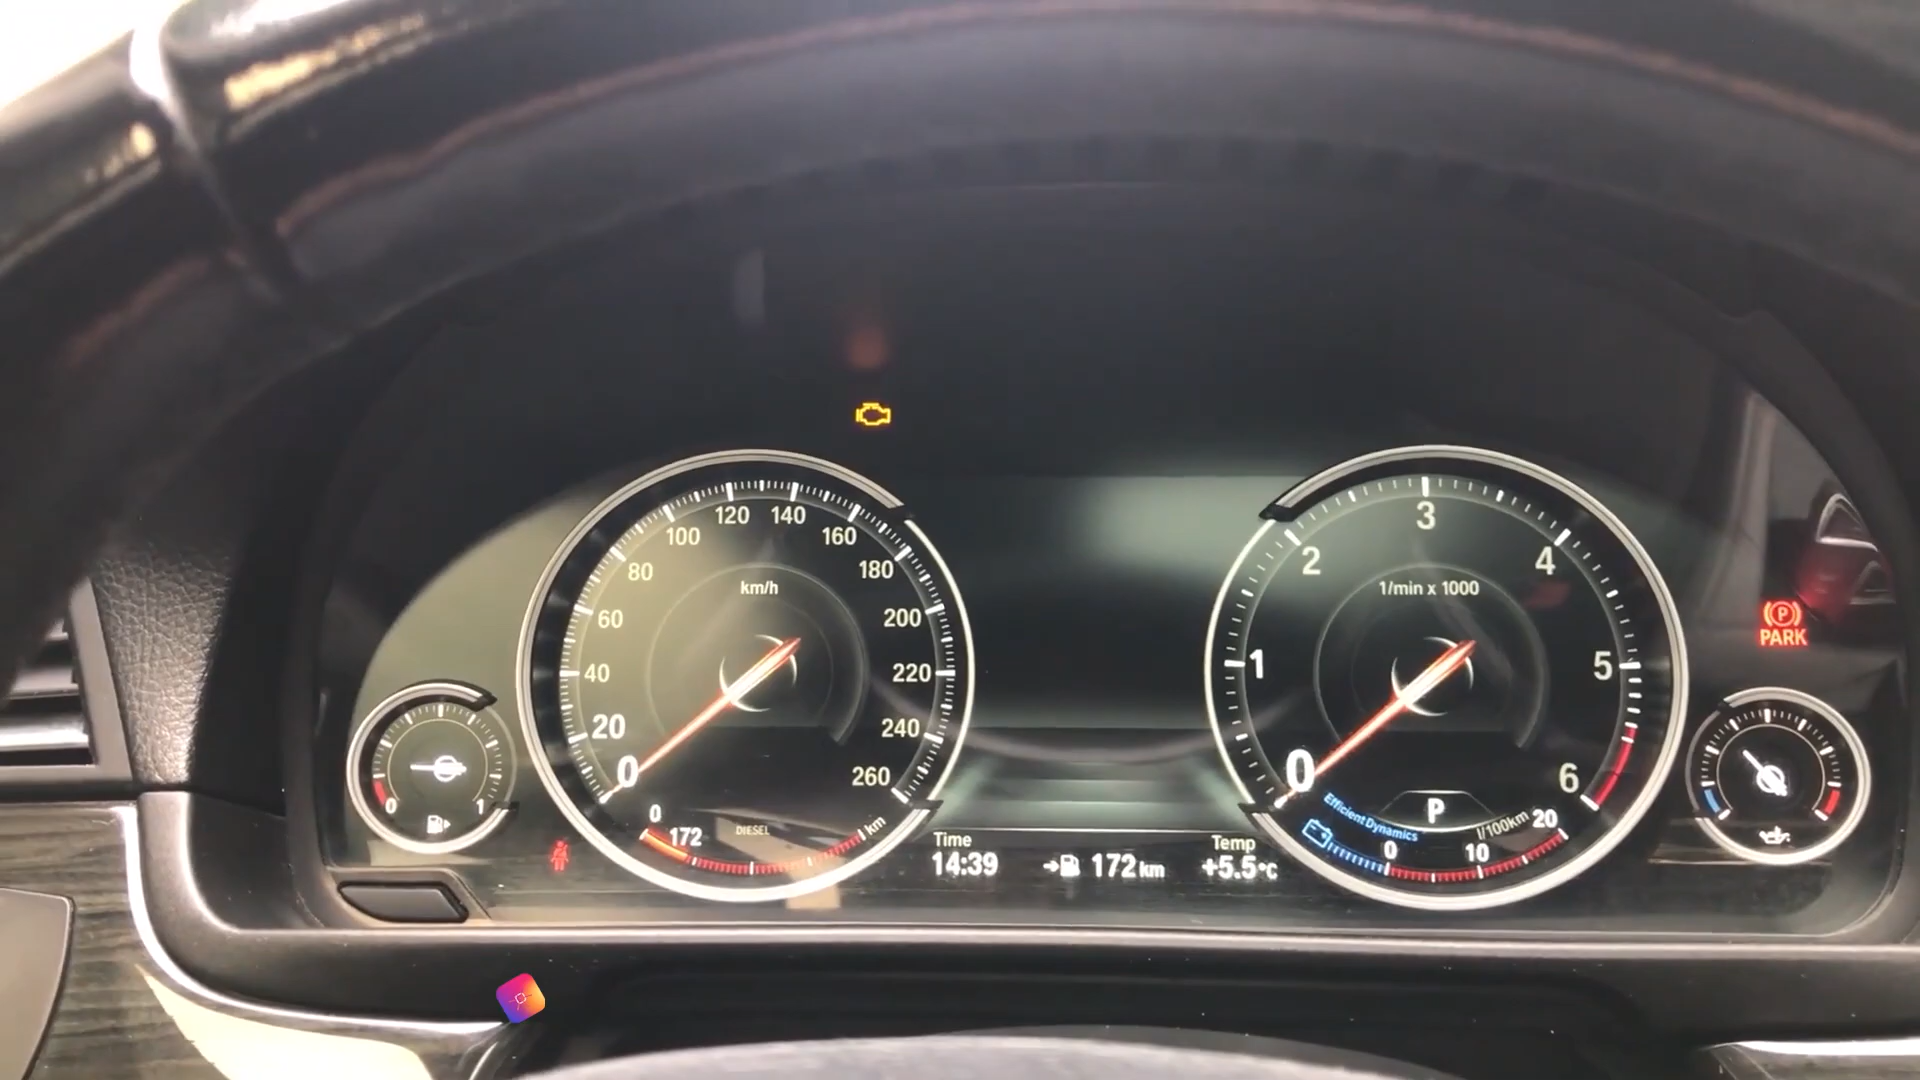 120 140
100 160
80 180
60 200
40 220
20 240
0 260
km/h
0 172 km
DIESEL
0 1
Time
14:39
172 km
Temp
+5.5°C
3
2 4
1 5
0 6
1/min x 1000
P
Efficient Dynamics
l/100km
0 10 20
P
PARK